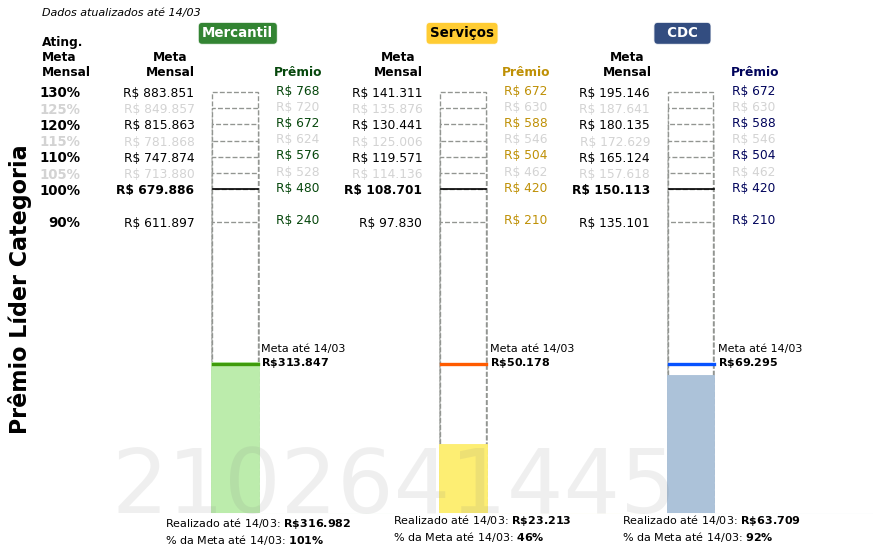 Dados atualizados até 14/03
Mercantil Serviços CDC
Ating. Meta Mensal
Meta Mensal Prêmio Meta Mensal Prêmio Meta Mensal Prêmio
130% R$ 883.851 R$ 768 R$ 141.311 R$ 672 R$ 195.146 R$ 672
125% R$ 849.857 R$ 720 R$ 135.876 R$ 630 R$ 187.641 R$ 630
120% R$ 815.863 R$ 672 R$ 130.441 R$ 588 R$ 180.135 R$ 588
115% R$ 781.868 R$ 624 R$ 125.006 R$ 546 R$ 172.629 R$ 546
110% R$ 747.874 R$ 576 R$ 119.571 R$ 504 R$ 165.124 R$ 504
105% R$ 713.880 R$ 528 R$ 114.136 R$ 462 R$ 157.618 R$ 462
100% R$ 679.886 R$ 480 R$ 108.701 R$ 420 R$ 150.113 R$ 420
90% R$ 611.897 R$ 240 R$ 97.830 R$ 210 R$ 135.101 R$ 210
Prêmio Líder Categoria
Meta até 14/03 Meta até 14/03 Meta até 14/03
R$313.847 R$50.178 R$69.295
2102641445
Realizado até 14/03: R$316.982 Realizado até 14/03: R$23.213 Realizado até 14/03: R$63.709
% da Meta até 14/03: 101% % da Meta até 14/03: 46% % da Meta até 14/03: 92%